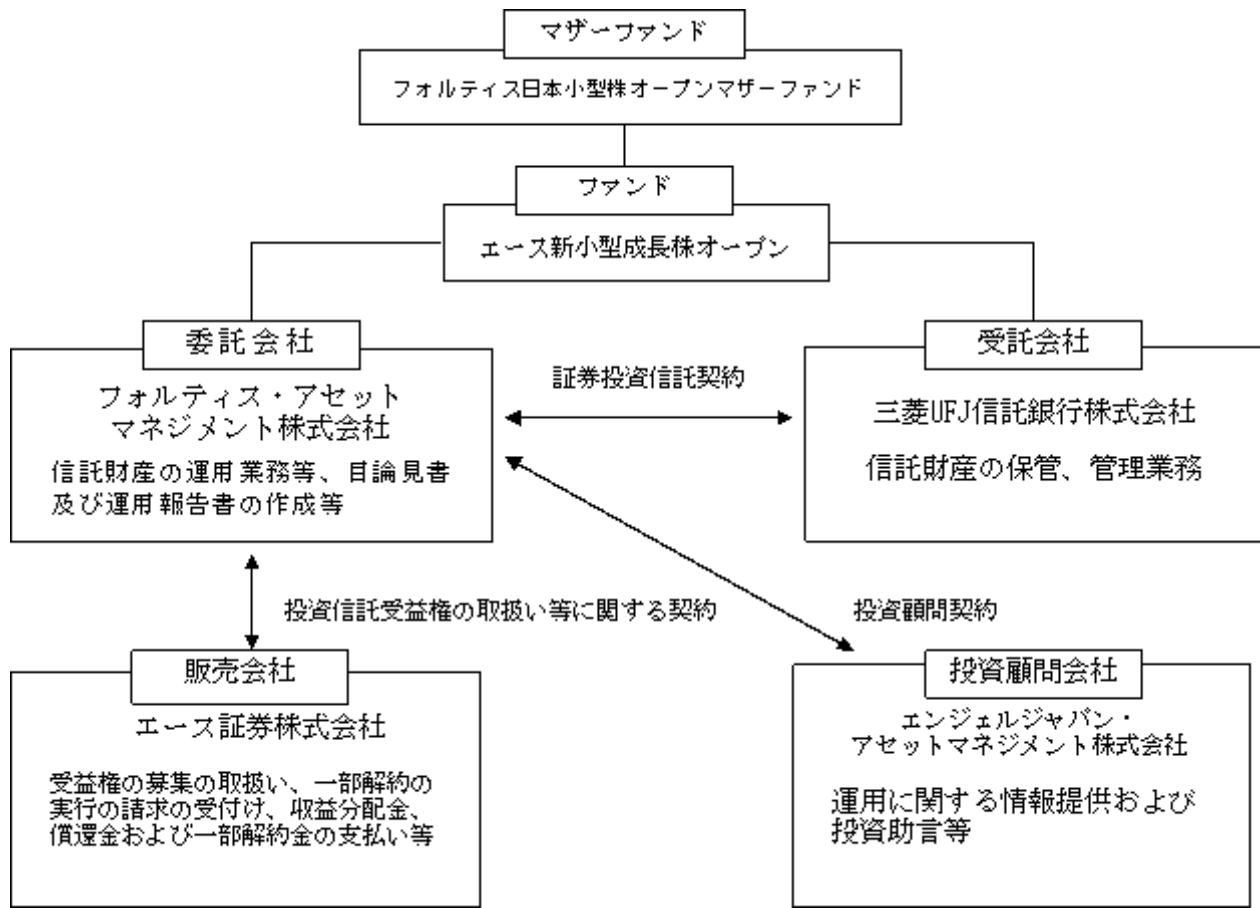 マザーファンド
フォルティス日本小型株オープンマザーファンド
ファンド
エース新小型成長株オープン
委託会社
フォルティス・アセット
マネジメント株式会社
信託財産の運用業務等、目論見書
及び運用報告書の作成等
証券投資信託契約
受託会社
三菱UFJ信託銀行株式会社
信託財産の保管、管理業務
投資信託受益権の取扱い等に関する契約
投資顧問契約
販売会社
エース証券株式会社
受益権の募集の取扱い、一部解約の
実行の請求の受付け、収益分配金、
償還金および一部解約金の支払い等
投資顧問会社
エンジェルジャパン・
アセットマネジメント株式会社
運用に関する情報提供および
投資助言等